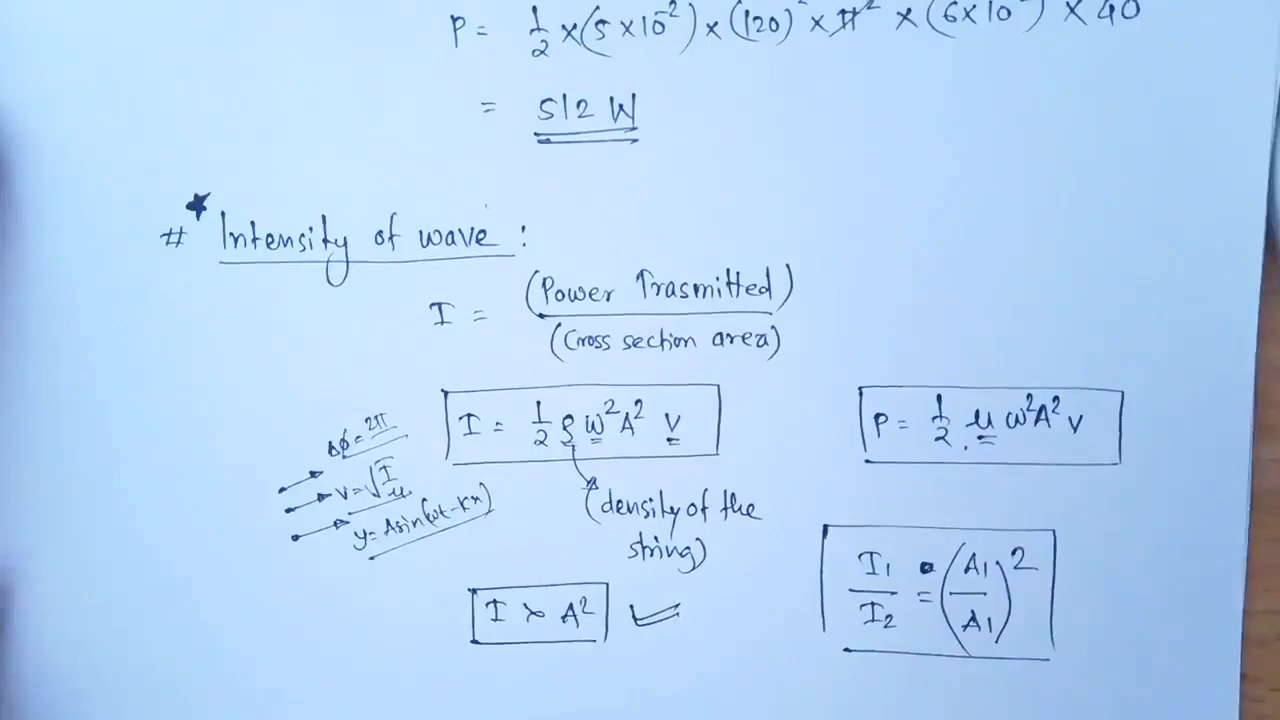 P = 1/2 × (5 × 10⁻²) × (120)² × π² × (6 × 10 ) × 40
= 512 W
# ★ Intensity of wave :
I = (Power Trasmitted) / (Cross section area)
I = 1/2 ρ ω² A² v
P = 1/2 μ ω² A² v
Δφ = 2π
v = √(I/μ)
y = A sin(ωt - kx)
(density of the
string)
I ∝ A² ✓
I₁/I₂ = (A₁/A₁)²